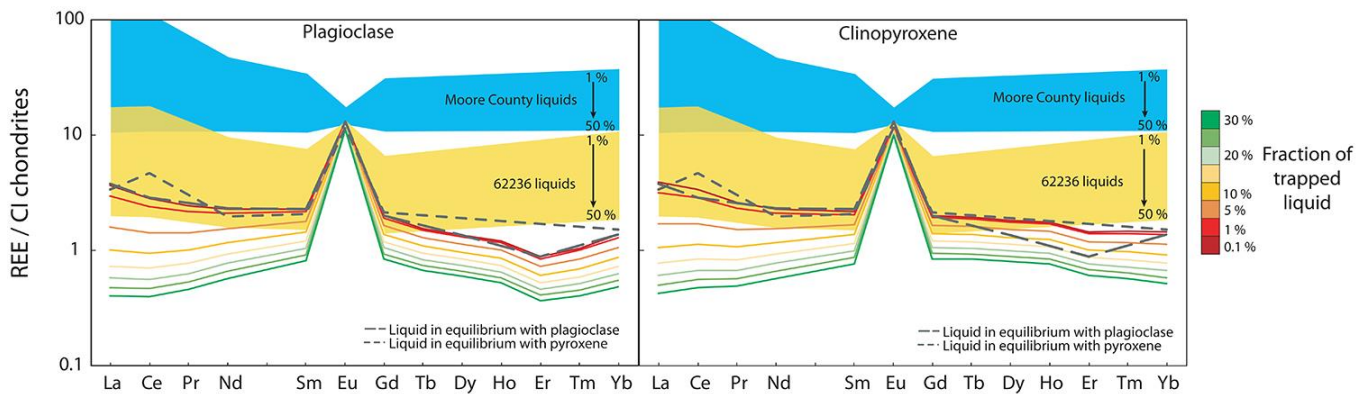 REE / CI chondrites
100
10
1
0.1
Plagioclase
1 %
Moore County liquids
50 %
1 %
62236 liquids
50 %
Liquid in equilibrium with plagioclase
Liquid in equilibrium with pyroxene
La Ce Pr Nd Sm Eu Gd Tb Dy Ho Er Tm Yb
Clinopyroxene
1 %
Moore County liquids
50 %
1 %
62236 liquids
50 %
Liquid in equilibrium with plagioclase
Liquid in equilibrium with pyroxene
La Ce Pr Nd Sm Eu Gd Tb Dy Ho Er Tm Yb
30 %
20 %
10 %
5 %
1 %
0.1 %
Fraction of
trapped
liquid